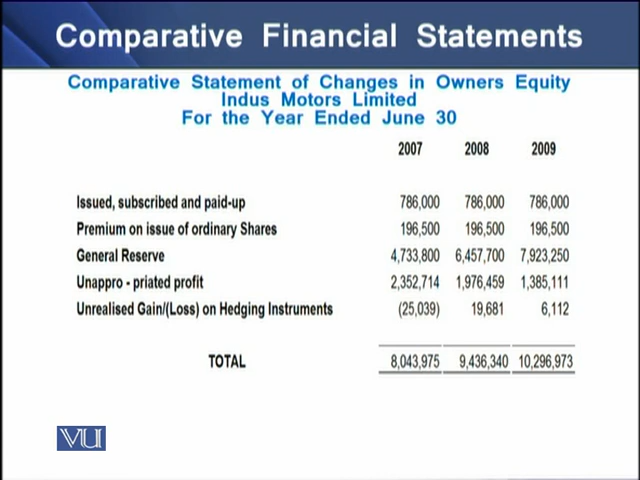 Comparative Financial Statements
Comparative Statement of Changes in Owners Equity
Indus Motors Limited
For the Year Ended June 30
2007 2008 2009
Issued, subscribed and paid-up 786,000 786,000 786,000
Premium on issue of ordinary Shares 196,500 196,500 196,500
General Reserve 4,733,800 6,457,700 7,923,250
Unappro - priated profit 2,352,714 1,976,459 1,385,111
Unrealised Gain/(Loss) on Hedging Instruments (25,039) 19,681 6,112
TOTAL 8,043,975 9,436,340 10,296,973
VU